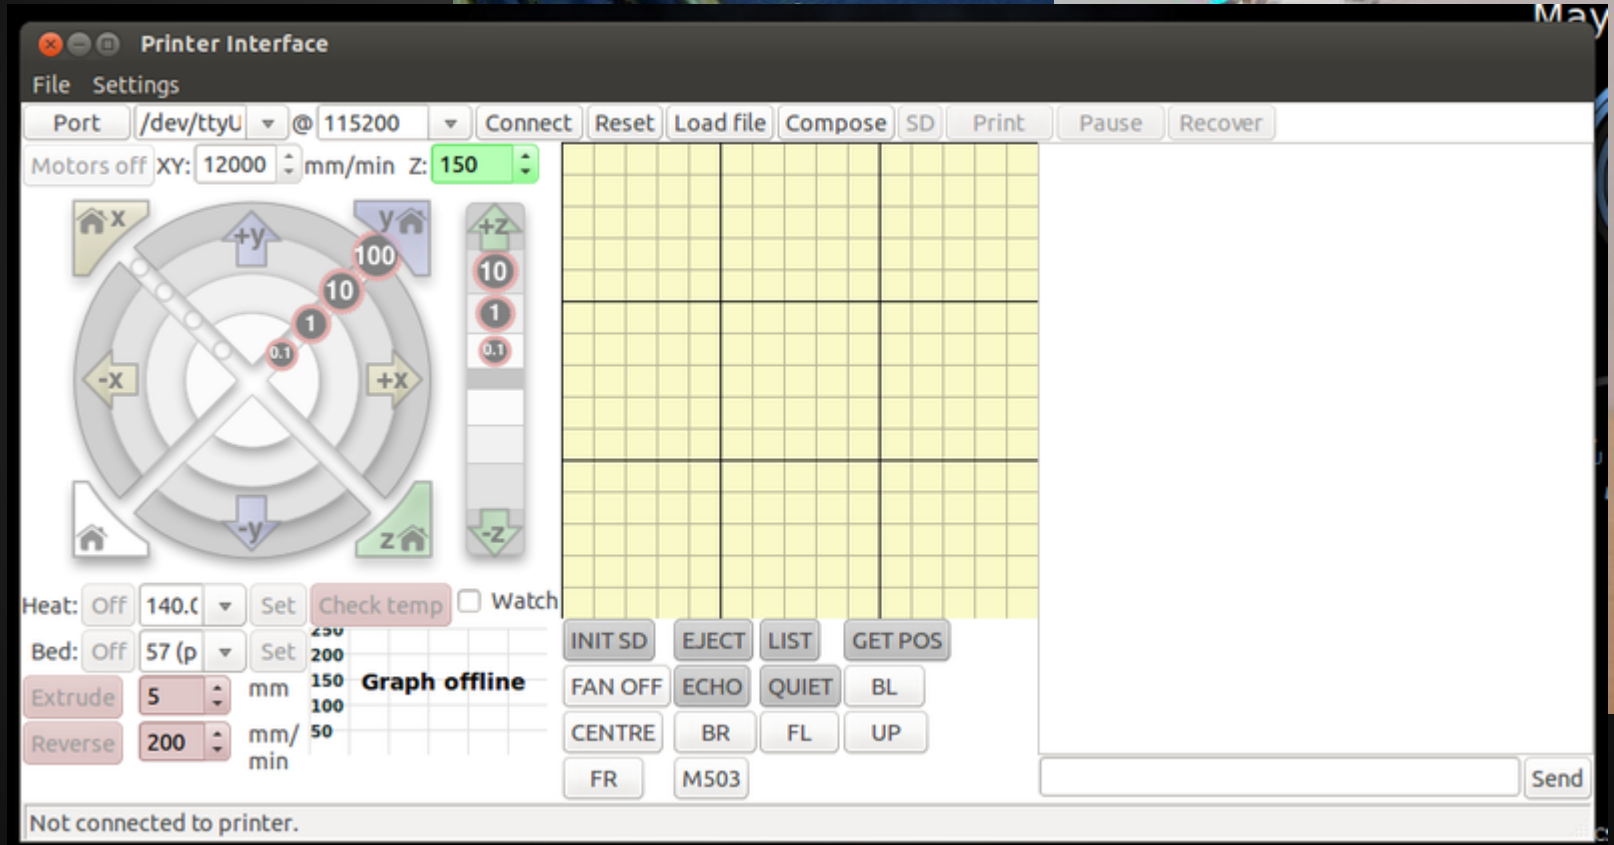 May
Printer Interface
File Settings
Port /dev/ttyU @ 115200 Connect Reset Load file Compose SD Print Pause Recover
Motors off XY: 12000 mm/min Z: 150
x +y y 100 +z
10 10
1 1
0.1 0.1
-x +x
-y z -z
Heat: Off 140.0 Set Check temp Watch
Bed: Off 57 (p Set
250
200
150 Graph offline
100
50
Extrude 5 mm
Reverse 200 mm/
min
INIT SD EJECT LIST GET POS
FAN OFF ECHO QUIET BL
CENTRE BR FL UP
FR M503
Send
Not connected to printer.